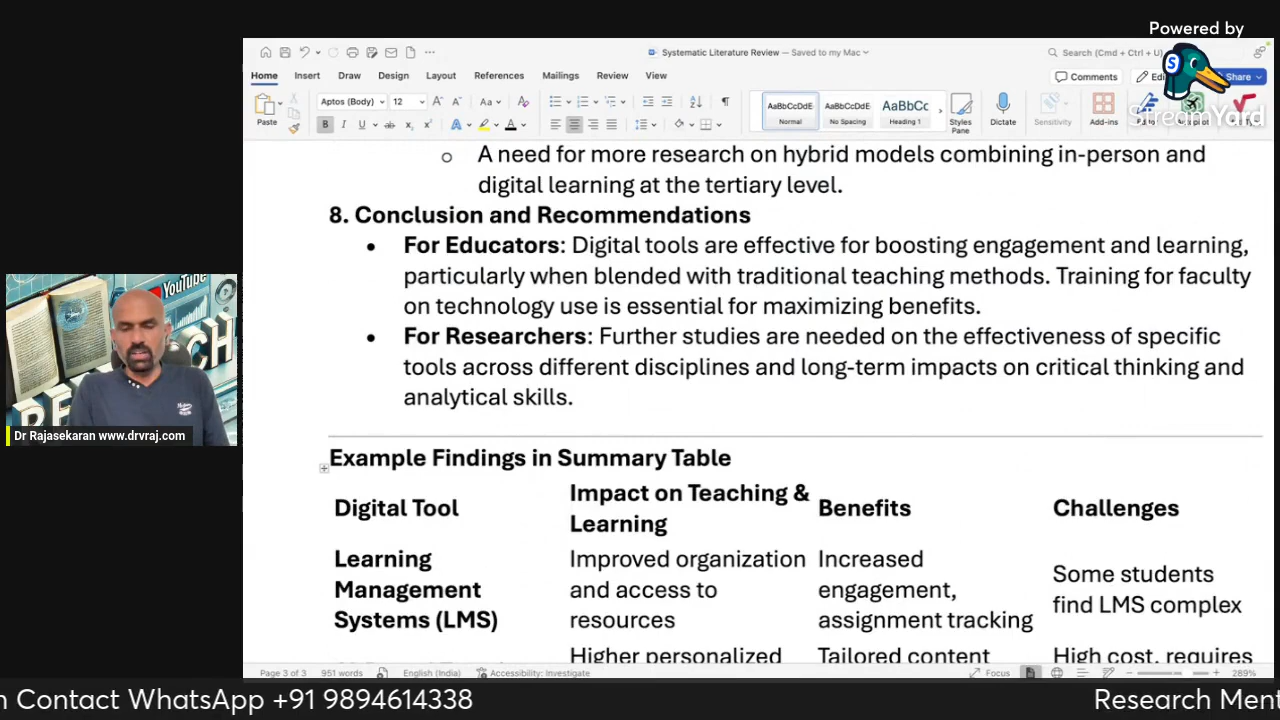 Powered by
StreamYard
Systematic Literature Review — Saved to my Mac
Search (Cmd + Ctrl + U)
Home Insert Draw Design Layout References Mailings Review View
Comments
Share
Paste
Aptos (Body) 12
AaBbCcDdE AaBbCcDdE AaBbCc
Normal No Spacing Heading 1
Styles Pane
Dictate
Sensitivity
Add-ins
o A need for more research on hybrid models combining in-person and
digital learning at the tertiary level.
8. Conclusion and Recommendations
• For Educators: Digital tools are effective for boosting engagement and learning,
particularly when blended with traditional teaching methods. Training for faculty
on technology use is essential for maximizing benefits.
• For Researchers: Further studies are needed on the effectiveness of specific
tools across different disciplines and long-term impacts on critical thinking and
analytical skills.
Example Findings in Summary Table
Digital Tool Impact on Teaching & Learning Benefits Challenges
Learning Management Systems (LMS) Improved organization and access to resources Increased engagement, assignment tracking Some students find LMS complex
Higher personalized Tailored content High cost, requires
YouTube
Dr Rajasekaran www.drvraj.com
Page 3 of 3 951 words English (India) Accessibility: Investigate
Focus
289%
n Contact WhatsApp +91 9894614338
Research Ment